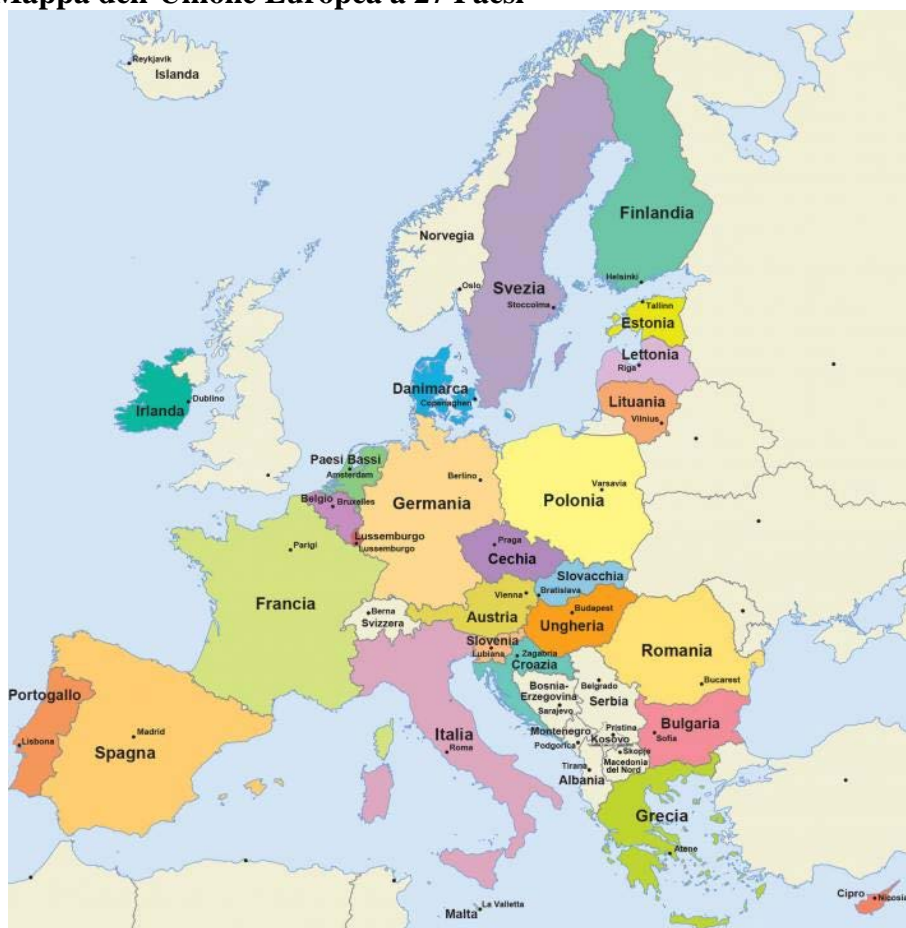 Mappa dell'Unione Europea a 27 Paesi
Reykjavik
Islanda
Finlandia
Norvegia
Svezia
Helsinki
Oslo
Stoccolma
Tallinn
Estonia
Lettonia
Riga
Danimarca
Copenaghen
Lituania
Vilnius
Dublino
Irlanda
Paesi Bassi
Amsterdam
Berlino
Varsavia
Belgio
Bruxelles
Germania
Polonia
Lussemburgo
Lussemburgo
Parigi
Praga
Cechia
Slovacchia
Bratislava
Vienna
Francia
Berna
Svizzera
Austria
Budapest
Ungheria
Slovenia
Lubiana
Zagabria
Croazia
Romania
Bucarest
Bosnia-
Erzegovina
Sarajevo
Belgrado
Serbia
Portogallo
Lisbona
Madrid
Spagna
Italia
Roma
Montenegro
Podgorica
Pristina
Kosovo
Bulgaria
Sofia
Skopje
Macedonia
del Nord
Tirana
Albania
Grecia
Atene
Malta
La Valletta
Cipro
Nicosia